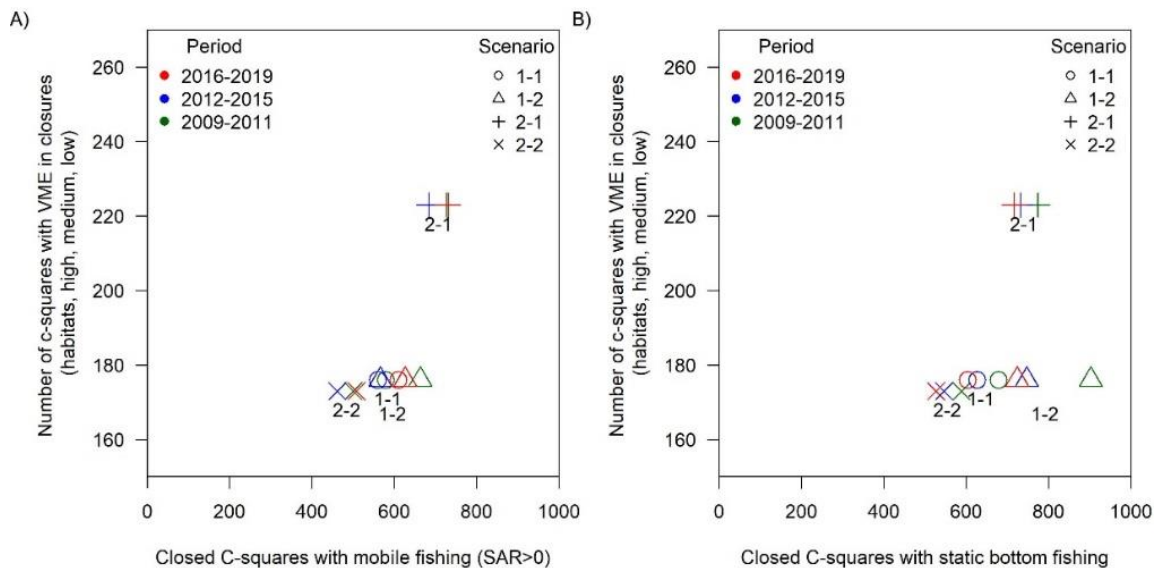 A)
Number of c-squares with VME in closures
(habitats, high, medium, low)
260
240
220
200
180
160
Period
2016-2019
2012-2015
2009-2011
Scenario
1-1
1-2
2-1
2-2
2-1
2-2
1-1
1-2
0 200 400 600 800 1000
Closed C-squares with mobile fishing (SAR>0)
B)
Number of c-squares with VME in closures
(habitats, high, medium, low)
260
240
220
200
180
160
Period
2016-2019
2012-2015
2009-2011
Scenario
1-1
1-2
2-1
2-2
2-1
2-2
1-1
1-2
0 200 400 600 800 1000
Closed C-squares with static bottom fishing